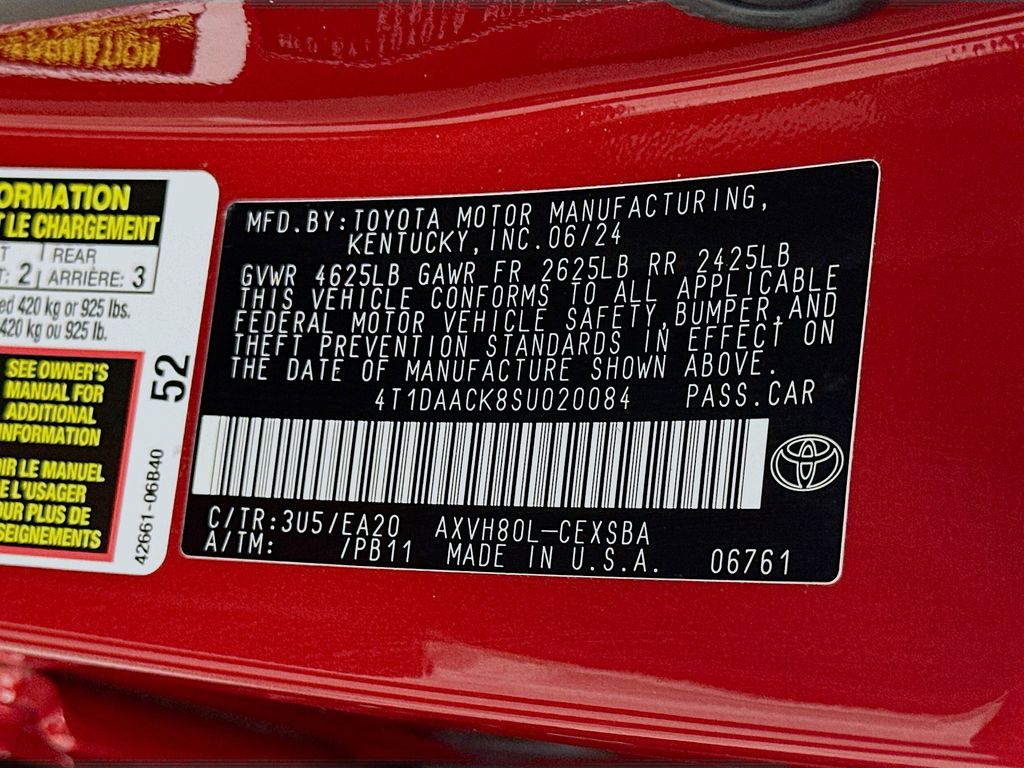 ORMATION
T LE CHARGEMENT
T REAR
T: 2 ARRIÈRE: 3
ed 420 kg or 925 lbs.
420 kg ou 925 lb.
SEE OWNER'S
MANUAL FOR
ADDITIONAL
INFORMATION
OIR LE MANUEL
E L'USAGER
OUR PLUS DE
SEIGNEMENTS
52
42661-06B40
MFD.BY:TOYOTA MOTOR MANUFACTURING,
KENTUCKY,INC.06/24
GVWR 4625LB GAWR FR 2625LB RR 2425LB
THIS VEHICLE CONFORMS TO ALL APPLICABLE
FEDERAL MOTOR VEHICLE SAFETY,BUMPER,AND
THEFT PREVENTION STANDARDS IN EFFECT ON
THE DATE OF MANUFACTURE SHOWN ABOVE.
4T1DAACK8SU020084 PASS.CAR
C/TR:3U5/EA20 AXVH80L-CEXSBA
A/TM: /PB11 MADE IN U.S.A. 06761